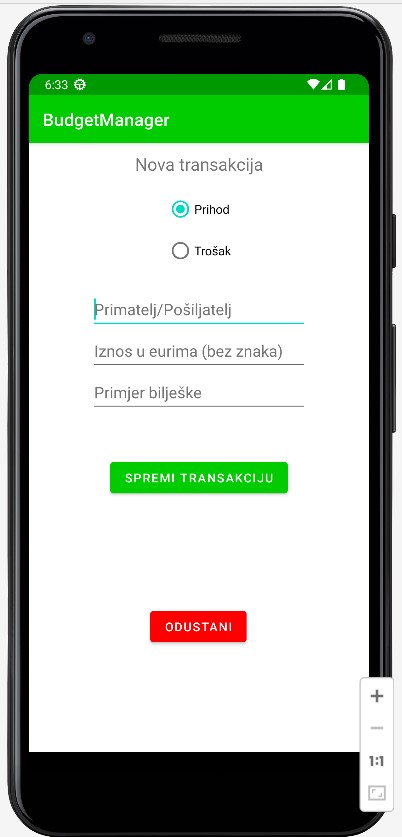 6:33
BudgetManager
Nova transakcija
Prihod
Trošak
Primatelj/Pošiljatelj
Iznos u eurima (bez znaka)
Primjer bilješke
SPREMI TRANSAKCIJU
ODUSTANI
1:1